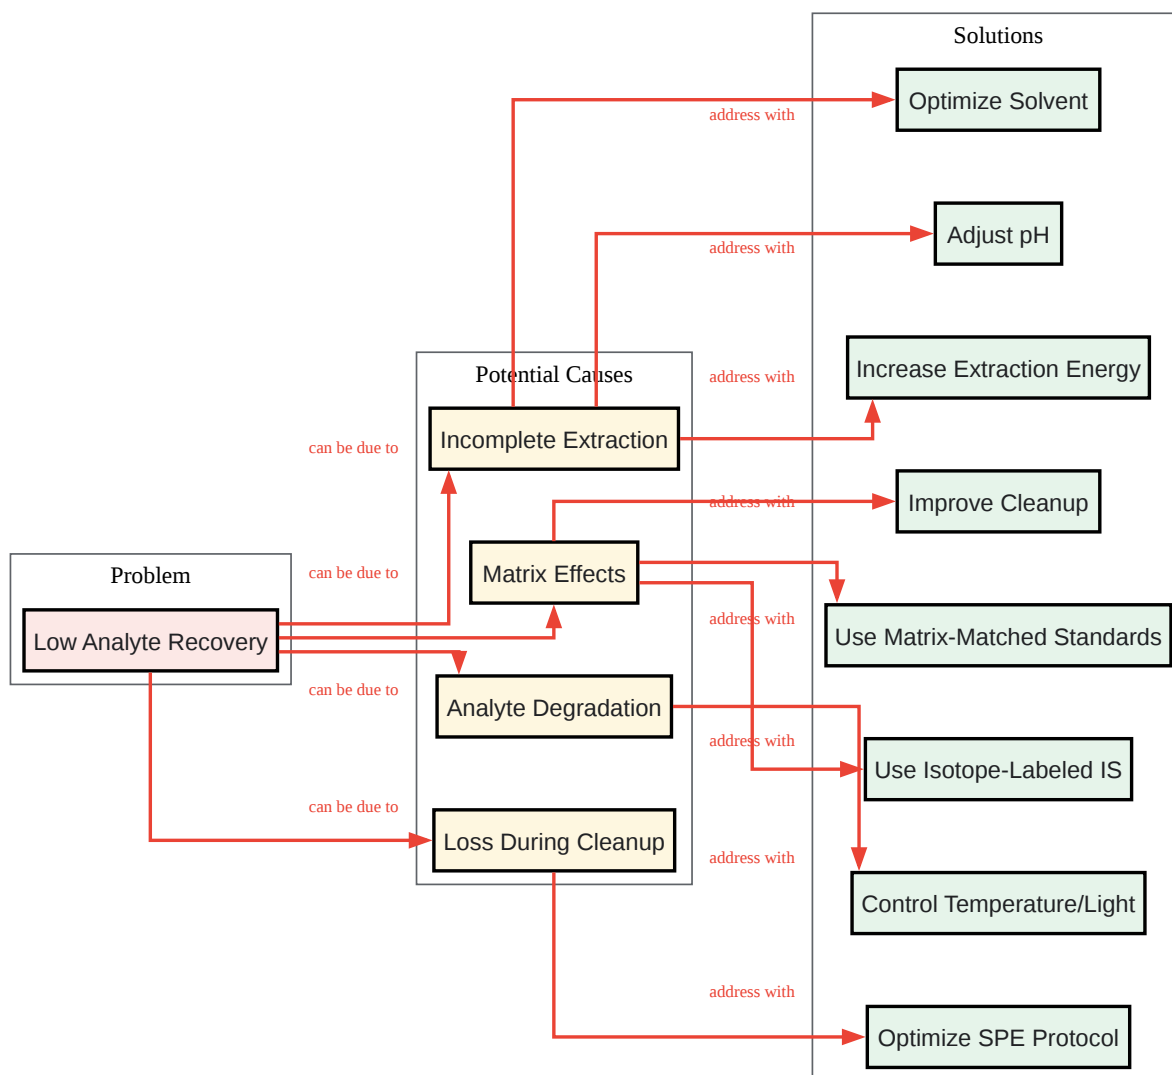 Solutions
Optimize Solvent
address with
Adjust pH
address with
Increase Extraction Energy
Potential Causes
address with
Incomplete Extraction
can be due to
Improve Cleanup
address with
Problem
can be due to
Matrix Effects
address with
Use Matrix-Matched Standards
Low Analyte Recovery
can be due to
Analyte Degradation
address with
Use Isotope-Labeled IS
can be due to
Loss During Cleanup
address with
Control Temperature/Light
address with
Optimize SPE Protocol